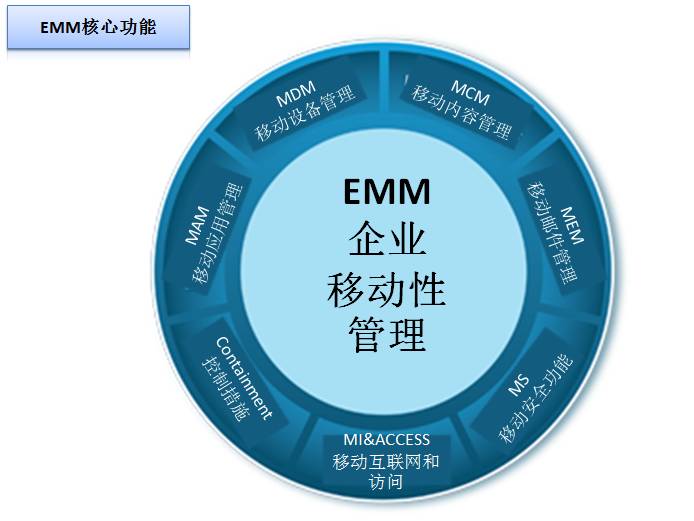 EMM核心功能
MDM
移动设备管理
MCM
移动内容管理
MAM
移动应用管理
EMM
企业
移动性
管理
MEM
移动邮件管理
Containment
控制措施
MS
移动安全功能
MI&ACCESS
移动互联网和
访问